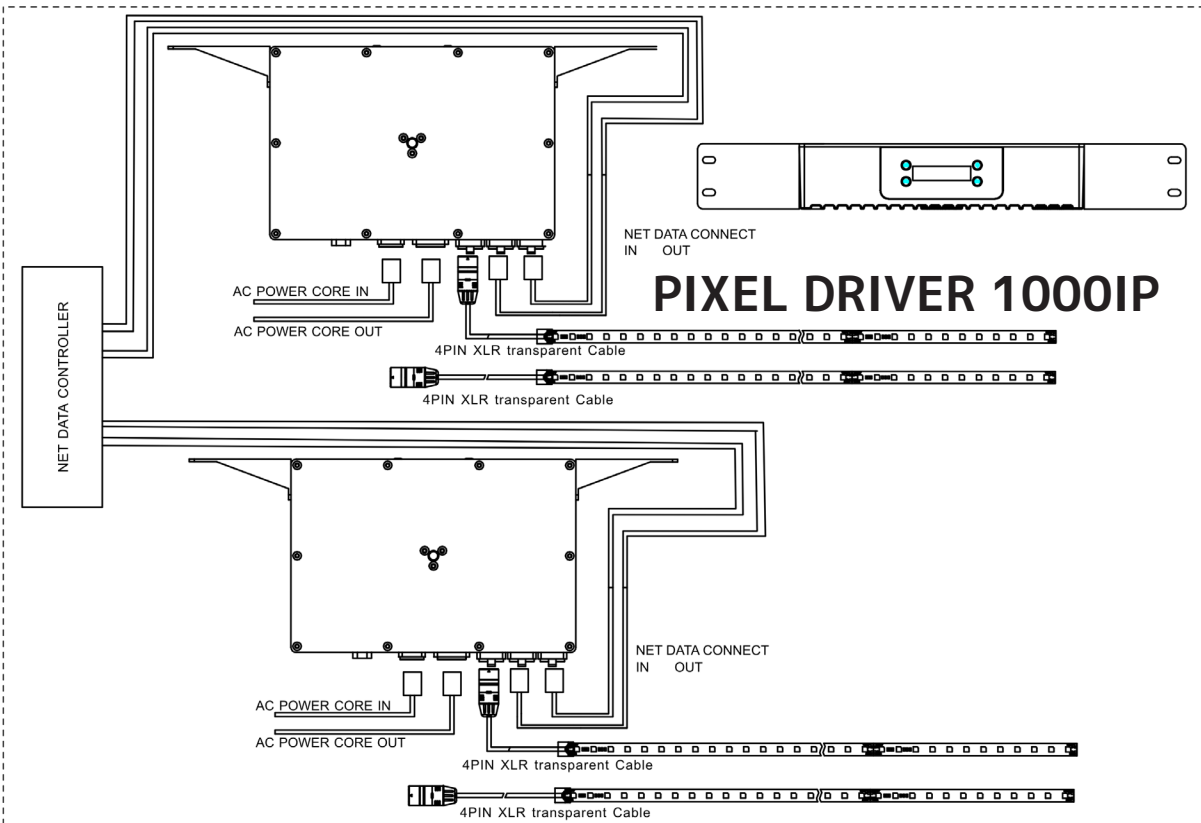 NET DATA CONNECT
IN OUT
PIXEL DRIVER 1000IP
AC POWER CORE IN
AC POWER CORE OUT
4PIN XLR transparent Cable
4PIN XLR transparent Cable
NET DATA CONTROLLER
NET DATA CONNECT
IN OUT
AC POWER CORE IN
AC POWER CORE OUT
4PIN XLR transparent Cable
4PIN XLR transparent Cable